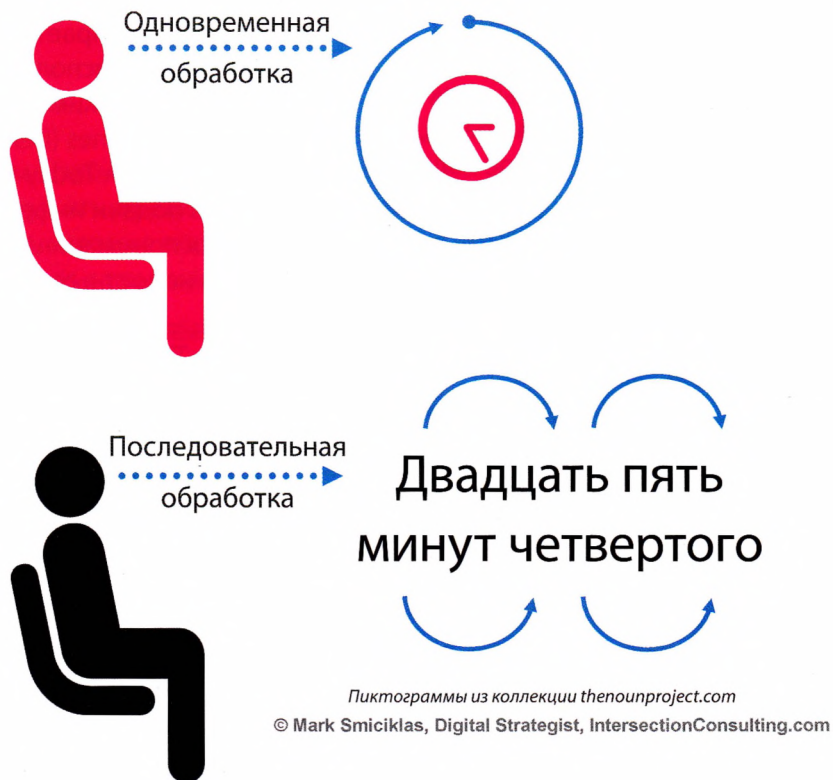 Одновременная
обработка
Последовательная
обработка
Двадцать пять
минут четвертого
Пиктограммы из коллекции thenounproject.com
© Mark Smiciklas, Digital Strategist, IntersectionConsulting.com